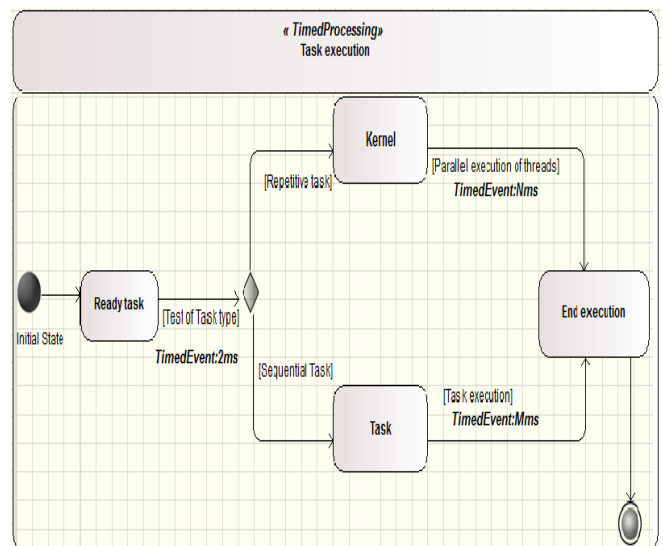 « TimedProcessing»
Task execution
Kernel
[Repetitive task]
[Parallel execution of threads]
TimedEvent:Nms
Ready task
[Test of Task type]
TimedEvent:2ms
Initial State
End execution
[Sequential Task]
[Task execution]
TimedEvent:Mms
Task